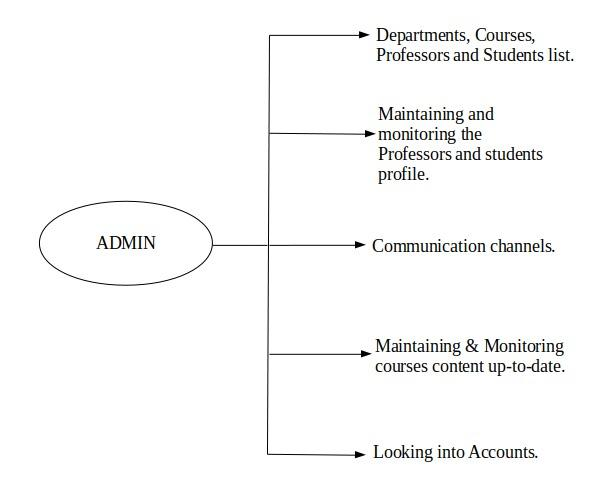 Departments, Courses,
Professors and Students list.
Maintaining and
monitoring the
Professors and students
profile.
ADMIN
Communication channels.
Maintaining & Monitoring
courses content up-to-date.
Looking into Accounts.